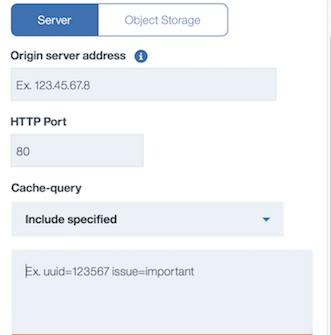 Server Object Storage
Origin server address i
Ex. 123.45.67.8
HTTP Port
80
Cache-query
Include specified
Ex. uuid=123567 issue=important